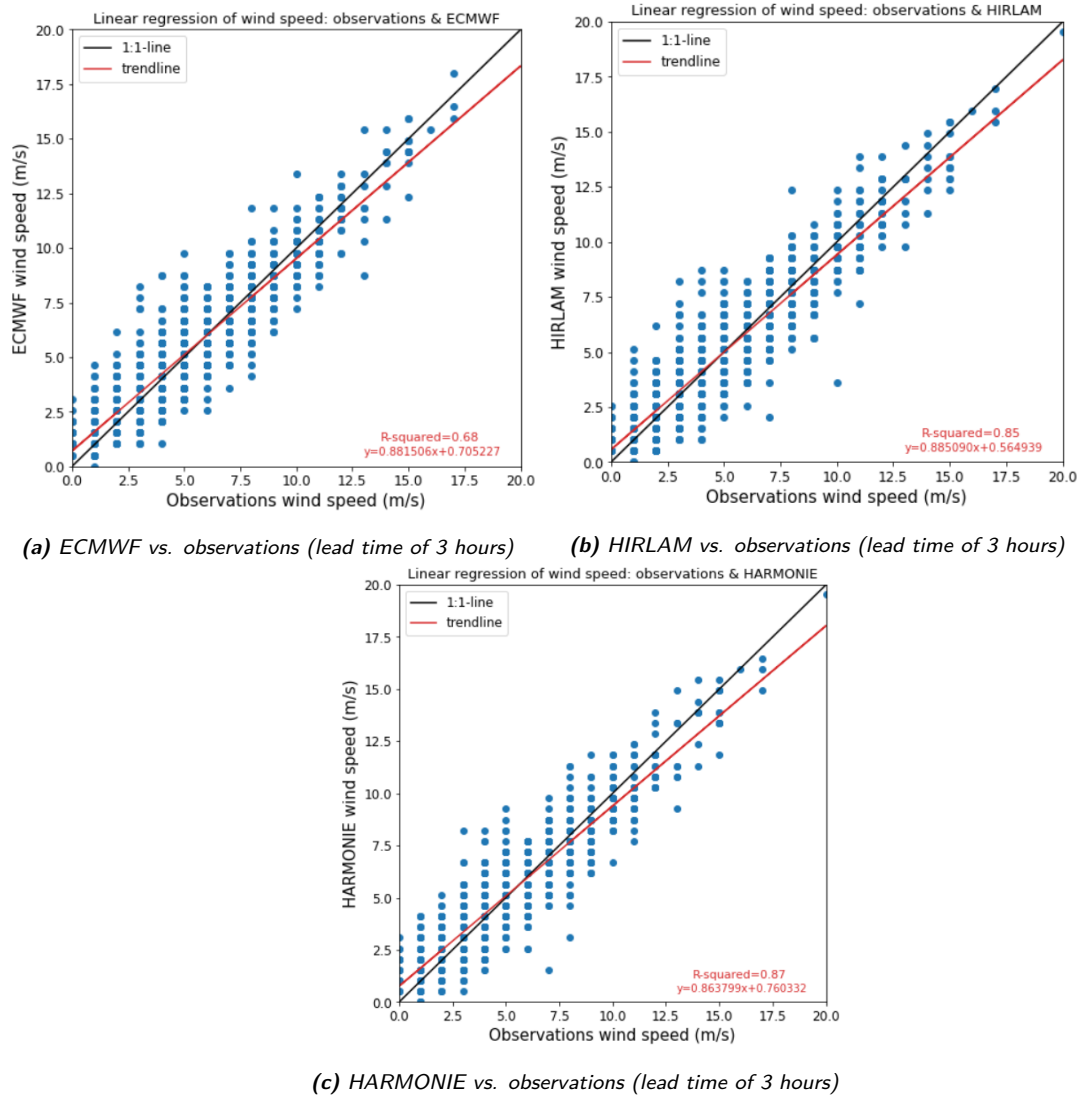 Linear regression of wind speed: observations & ECMWF
1:1-line
trendline
20.0
17.5
15.0
12.5
10.0
7.5
5.0
2.5
0.0
ECMWF wind speed (m/s)
R-squared=0.68
y=0.881506x+0.705227
0.0 2.5 5.0 7.5 10.0 12.5 15.0 17.5 20.0
Observations wind speed (m/s)
(a) ECMWF vs. observations (lead time of 3 hours)
Linear regression of wind speed: observations & HIRLAM
1:1-line
trendline
20.0
17.5
15.0
12.5
10.0
7.5
5.0
2.5
0.0
HIRLAM wind speed (m/s)
R-squared=0.85
y=0.885090x+0.564939
0.0 2.5 5.0 7.5 10.0 12.5 15.0 17.5 20.0
Observations wind speed (m/s)
(b) HIRLAM vs. observations (lead time of 3 hours)
Linear regression of wind speed: observations & HARMONIE
1:1-line
trendline
20.0
17.5
15.0
12.5
10.0
7.5
5.0
2.5
0.0
HARMONIE wind speed (m/s)
R-squared=0.87
y=0.863799x+0.760332
0.0 2.5 5.0 7.5 10.0 12.5 15.0 17.5 20.0
Observations wind speed (m/s)
(c) HARMONIE vs. observations (lead time of 3 hours)